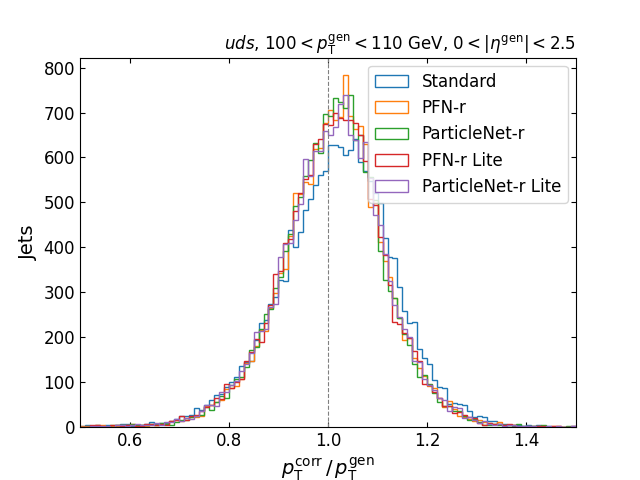 uds, 100 < p_T^gen < 110 GeV, 0 < |η^gen| < 2.5
800
700
600
500
400
300
200
100
0
Jets
Standard
PFN-r
ParticleNet-r
PFN-r Lite
ParticleNet-r Lite
0.6 0.8 1.0 1.2 1.4
p_T^corr / p_T^gen